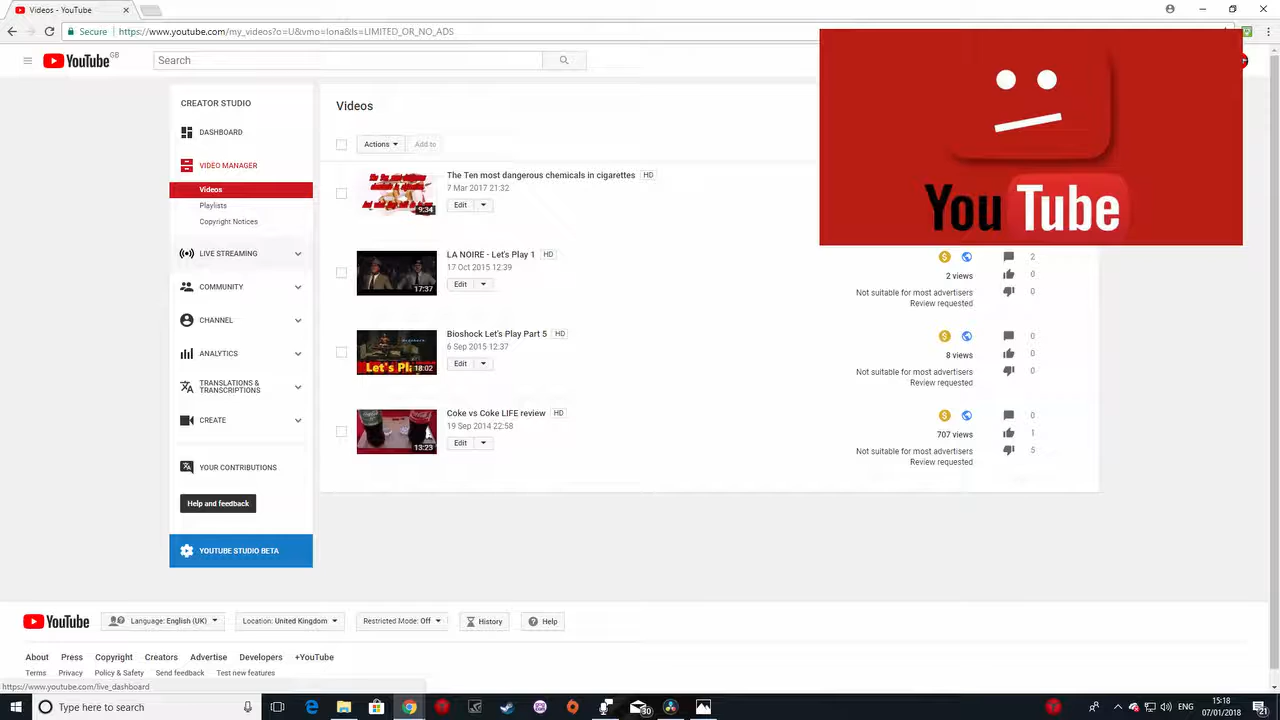 Videos - YouTube
Secure
https://www.youtube.com/my_videos?o=U&vmo=lona&ls=LIMITED_OR_NO_ADS
YouTube GB
Search
You Tube
CREATOR STUDIO
DASHBOARD
VIDEO MANAGER
Videos
Playlists
Copyright Notices
LIVE STREAMING
COMMUNITY
CHANNEL
ANALYTICS
TRANSLATIONS &
TRANSCRIPTIONS
CREATE
YOUR CONTRIBUTIONS
Help and feedback
YOUTUBE STUDIO BETA
Videos
Actions
Add to
9:34
The Ten most dangerous chemicals in cigarettes HD
7 Mar 2017 21:32
Edit
17:37
LA NOIRE - Let's Play 1 HD
17 Oct 2015 12:39
Edit
2
2 views
0
Not suitable for most advertisers
0
Review requested
Let's Pl
18:02
Bioshock Let's Play Part 5 HD
6 Sep 2015 12:37
Edit
0
8 views
0
Not suitable for most advertisers
0
Review requested
13:23
Coke vs Coke LIFE review HD
19 Sep 2014 22:58
Edit
0
707 views
1
Not suitable for most advertisers
5
Review requested
YouTube
Language: English (UK)
Location: United Kingdom
Restricted Mode: Off
History
Help
About Press Copyright Creators Advertise Developers +YouTube
Terms Privacy Policy & Safety Send feedback Test new features
https://www.youtube.com/live_dashboard
Type here to search
30
ENG
15:18
07/01/2018
21